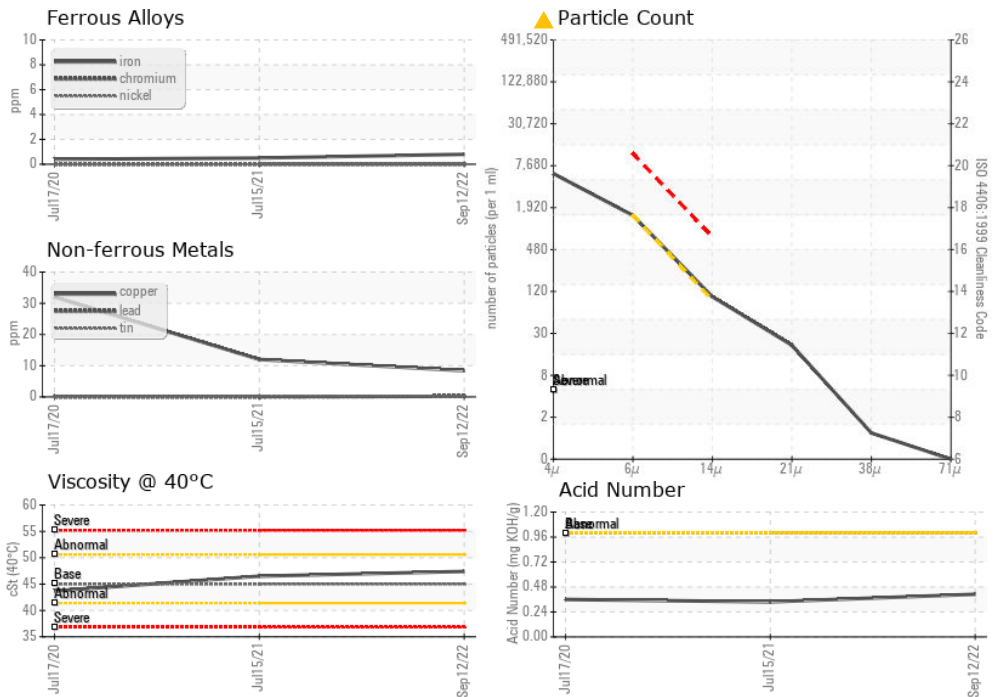 Ferrous Alloys
10
8
6
4
2
0
ppm
iron
chromium
nickel
Jul17/20
Jul15/21
Sep12/22
Non-ferrous Metals
40
30
20
10
0
ppm
copper
lead
tin
Jul17/20
Jul15/21
Sep12/22
Viscosity @ 40°C
60
55
50
45
40
35
cSt (40°C)
Severe
Abnormal
Base
Abnormal
Severe
Jul17/20
Jul15/21
Sep12/22
Particle Count
491,520
122,880
30,720
7,680
1,920
480
120
30
8
2
0
number of particles (per 1 ml)
Abnormal
26
24
22
20
18
16
14
12
10
8
6
ISO 4406:1999 Cleanliness Code
4µ
6µ
14µ
21µ
38µ
71µ
Acid Number
1.20
0.96
0.72
0.48
0.24
0.00
Acid Number (mg KOH/g)
Abnormal
Jul17/20
Jul15/21
Sep12/22